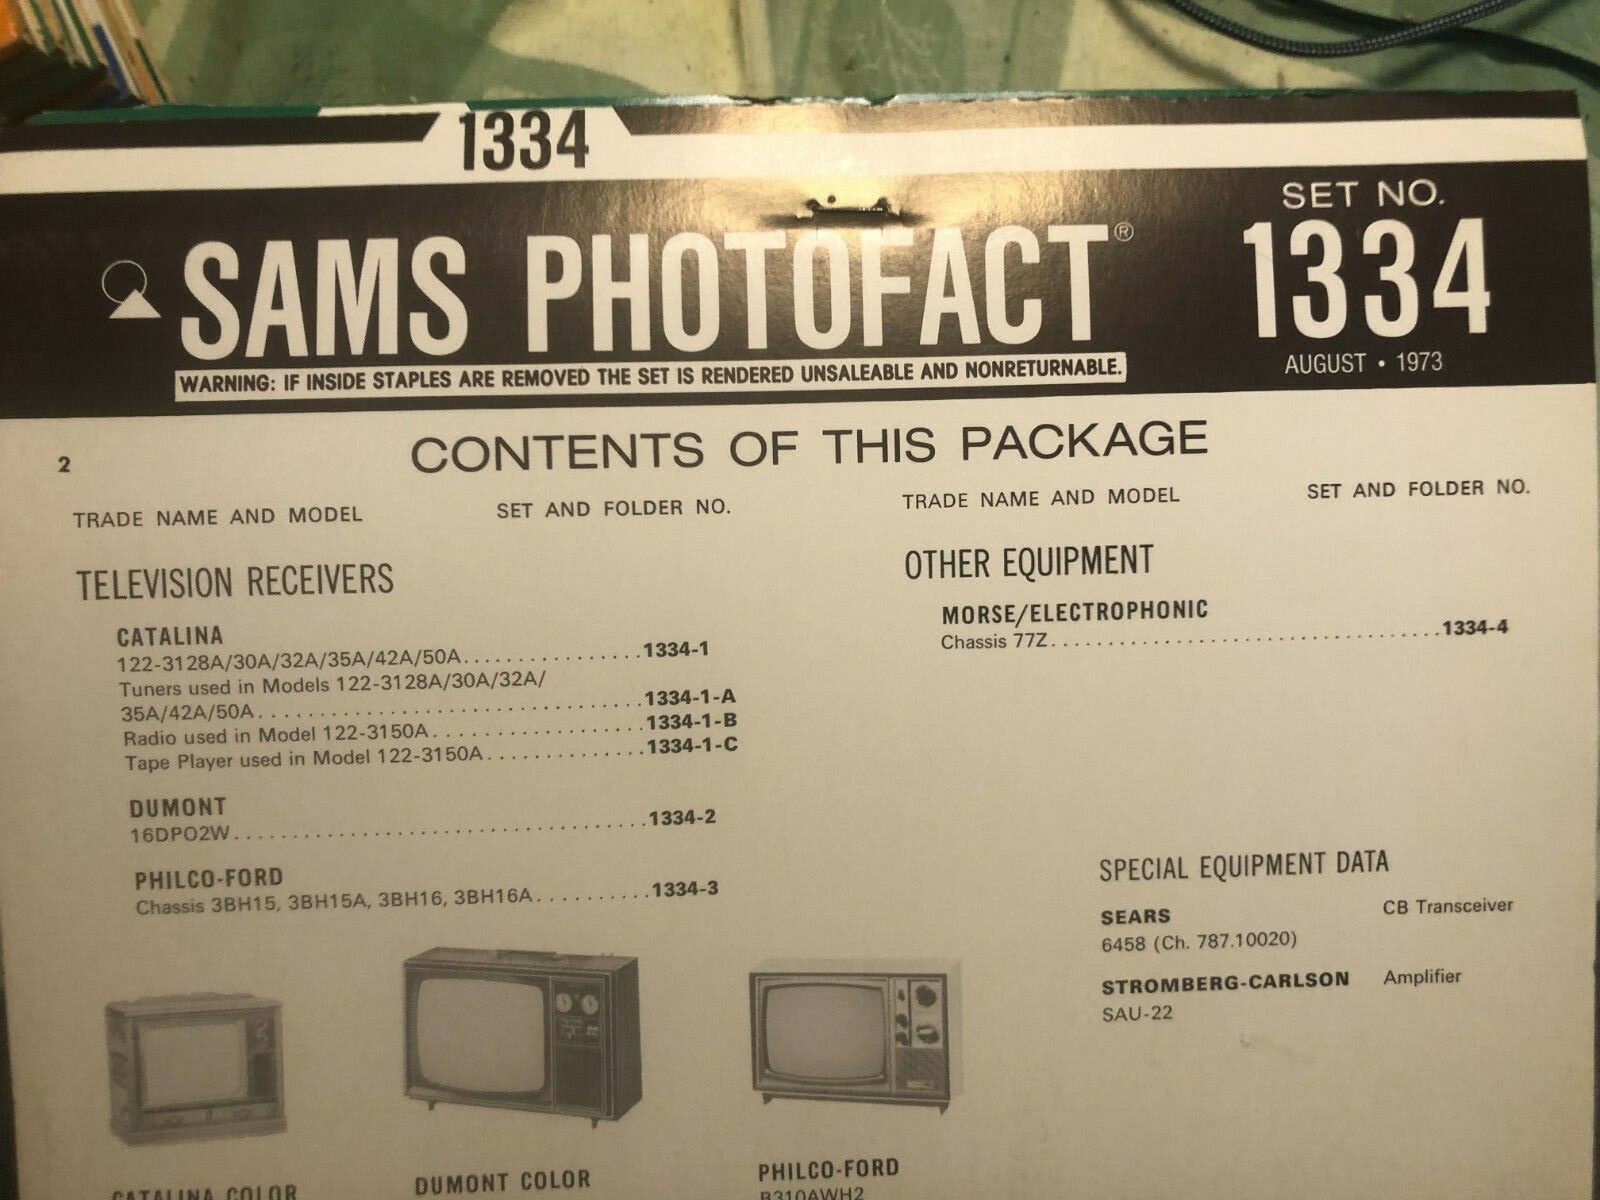 1334
SAMS PHOTOFACT®
WARNING: IF INSIDE STAPLES ARE REMOVED THE SET IS RENDERED UNSALEABLE AND NONRETURNABLE.
SET NO.
1334
AUGUST • 1973
2
CONTENTS OF THIS PACKAGE
TRADE NAME AND MODEL SET AND FOLDER NO.
TELEVISION RECEIVERS
CATALINA
122-3128A/30A/32A/35A/42A/50A................1334-1
Tuners used in Models 122-3128A/30A/32A/
35A/42A/50A....................................1334-1-A
Radio used in Model 122-3150A....................1334-1-B
Tape Player used in Model 122-3150A..............1334-1-C
DUMONT
16DPO2W......................................1334-2
PHILCO-FORD
Chassis 3BH15, 3BH15A, 3BH16, 3BH16A..........1334-3
TRADE NAME AND MODEL SET AND FOLDER NO.
OTHER EQUIPMENT
MORSE/ELECTROPHONIC
Chassis 77Z.....................................1334-4
SPECIAL EQUIPMENT DATA
SEARS CB Transceiver
6458 (Ch. 787.10020)
STROMBERG-CARLSON Amplifier
SAU-22
CATALINA COLOR
DUMONT COLOR
PHILCO-FORD
B310AWH2